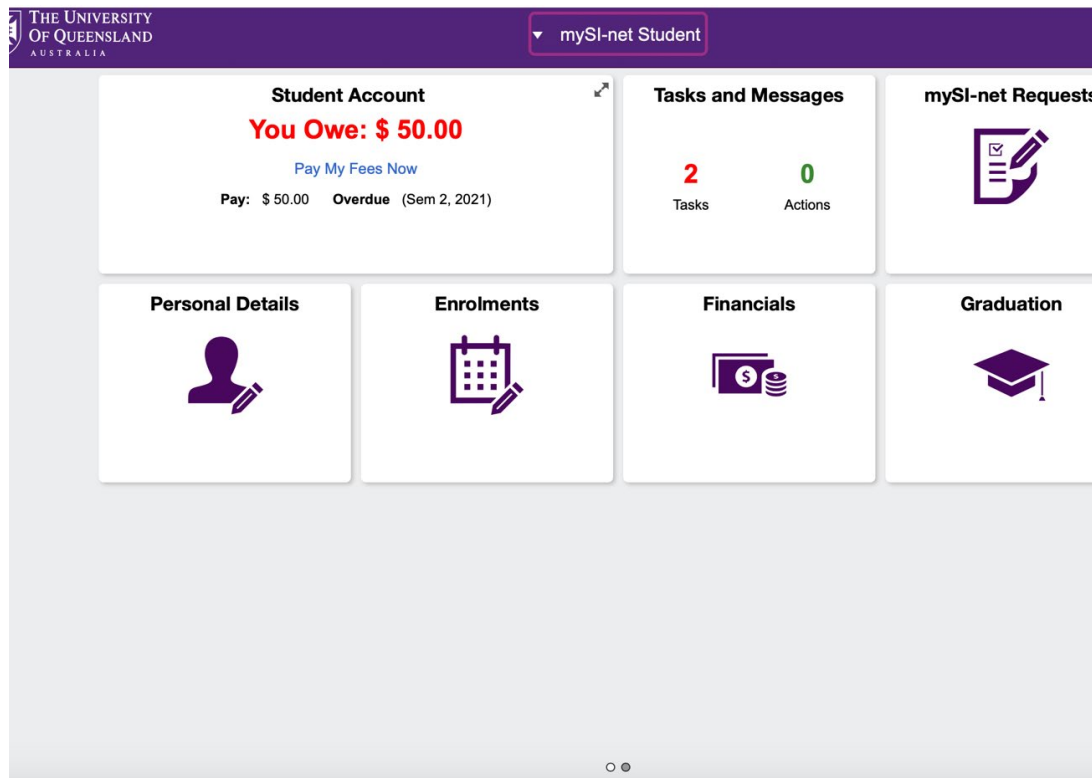 THE UNIVERSITY
OF QUEENSLAND
AUSTRALIA
mySI-net Student
Student Account
You Owe: $ 50.00
Pay My Fees Now
Pay: $ 50.00 Overdue (Sem 2, 2021)
Tasks and Messages
2 0
Tasks Actions
mySI-net Requests
Personal Details
Enrolments
Financials
Graduation